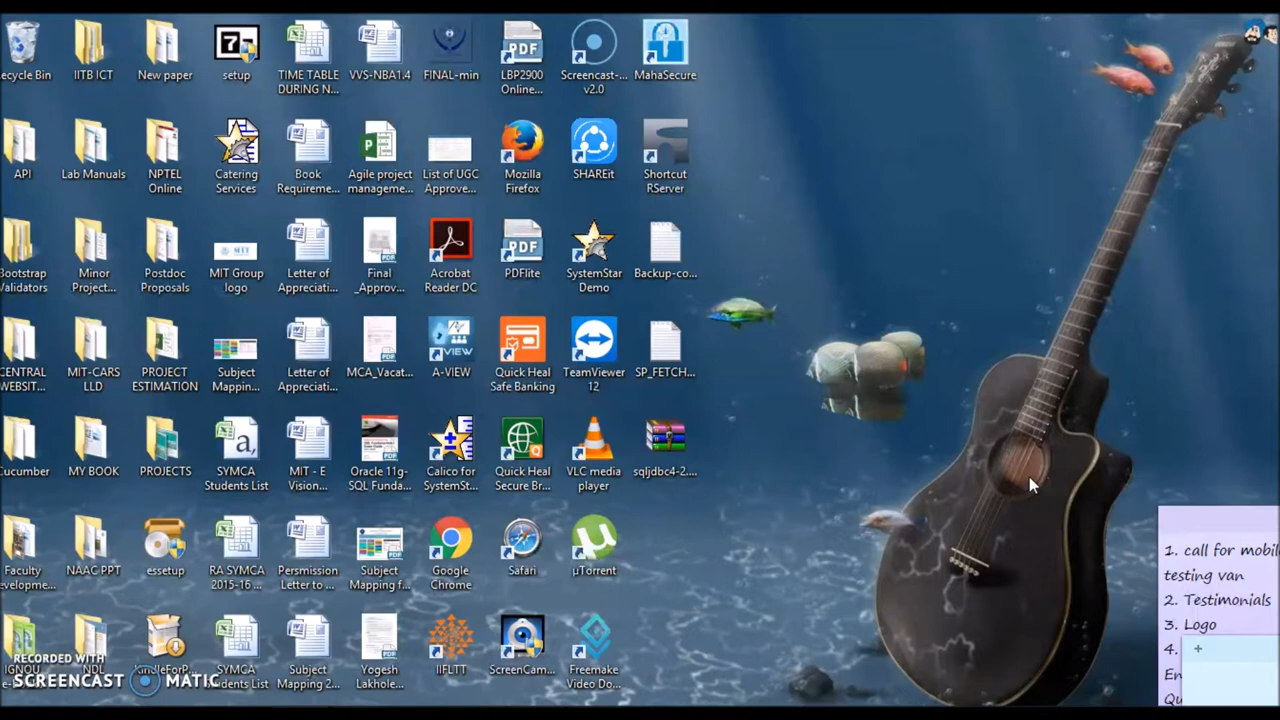 ecycle Bin
IITB ICT
New paper
setup
TIME TABLE
DURING N...
VVS-NBA1.4
FINAL-min
LBP2900
Online...
Screencast-...
v2.0
MahaSecure
API
Lab Manuals
NPTEL
Online
Catering
Services
Book
Requireme...
Agile project
manageme...
List of UGC
Approve...
Mozilla
Firefox
SHAREit
Shortcut
RServer
Bootstrap
Validators
Minor
Project...
Postdoc
Proposals
MIT Group
logo
Letter of
Appreciati...
Final
_Approv...
Acrobat
Reader DC
PDFlite
SystemStar
Demo
Backup-co...
CENTRAL
WEBSIT...
MIT-CARS
LLD
PROJECT
ESTIMATION
Subject
Mappin...
Letter of
Appreciati...
MCA_Vacat...
A-VIEW
Quick Heal
Safe Banking
TeamViewer
12
SP_FETCH...
Cucumber
MY BOOK
PROJECTS
SYMCA
Students List
MIT - E
Vision...
Oracle 11g-
SQL Funda...
Calico for
SystemSt...
Quick Heal
Secure Br...
VLC media
player
sqljdbc4-2....
Faculty
evelopme...
NAAC PPT
essetup
RA SYMCA
2015-16 ...
Persmission
Letter to ...
Subject
Mapping f...
Google
Chrome
Safari
µTorrent
IGNOU
NDL
KindleForP...
SYMCA
Students List
Subject
Mapping 2...
Yogesh
Lakhole...
IIFLTT
ScreenCam...
Freemake
Video Do...
RECORDED WITH
SCREENCAST MATIC
1. call for mobil
testing van
2. Testimonials
3. Logo
4.
En
Qu